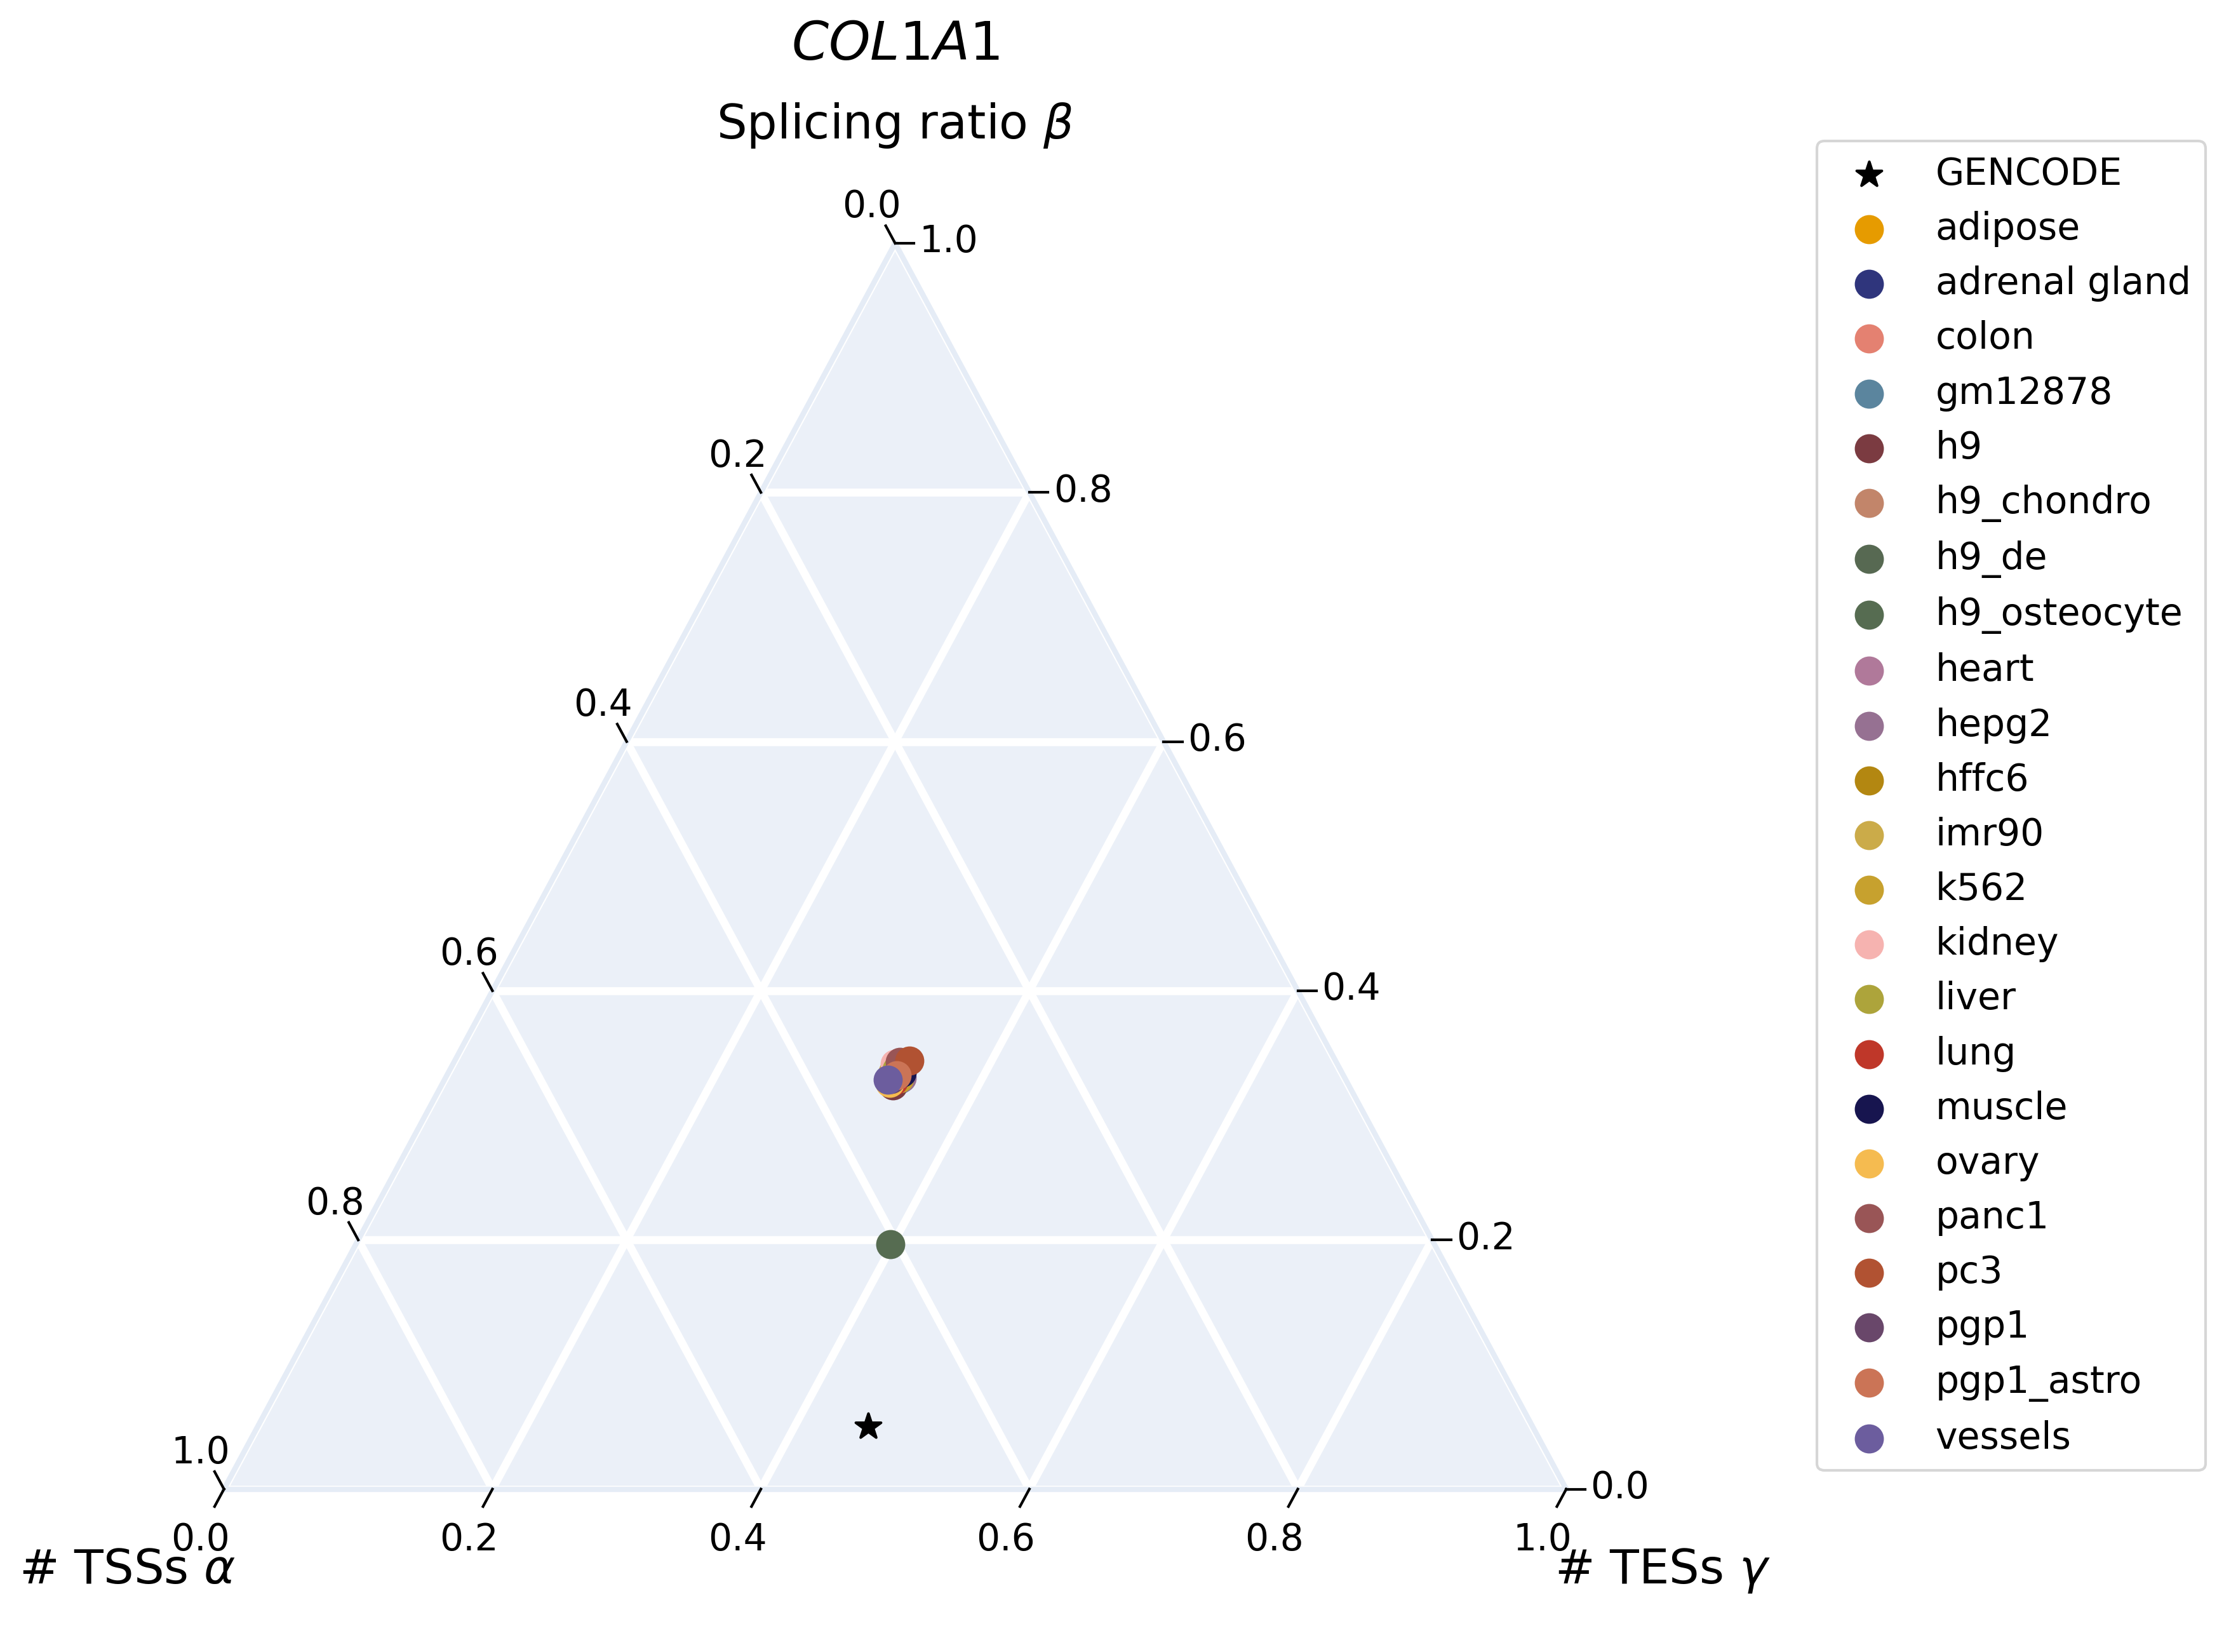 COL1A1
Splicing ratio β
0.0
1.0
0.2
0.8
0.4
0.6
0.6
0.4
0.8
0.2
1.0
0.0
0.0
0.2
0.4
0.6
0.8
1.0
# TSSs α
# TESs γ
GENCODE
adipose
adrenal gland
colon
gm12878
h9
h9_chondro
h9_de
h9_osteocyte
heart
hepg2
hffc6
imr90
k562
kidney
liver
lung
muscle
ovary
panc1
pc3
pgp1
pgp1_astro
vessels